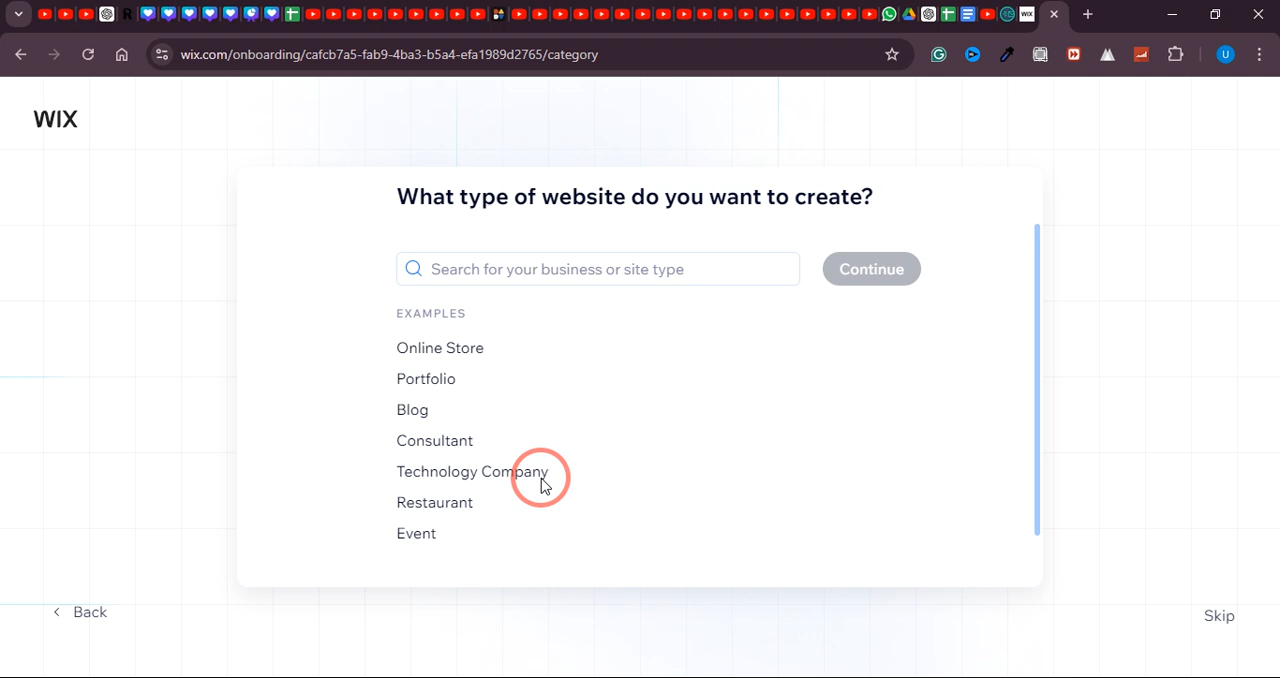 wix.com/onboarding/cafcb7a5-fab9-4ba3-b5a4-efa1989d2765/category
U
WIX
What type of website do you want to create?
Search for your business or site type
Continue
EXAMPLES
Online Store
Portfolio
Blog
Consultant
Technology Company
Restaurant
Event
Back
Skip